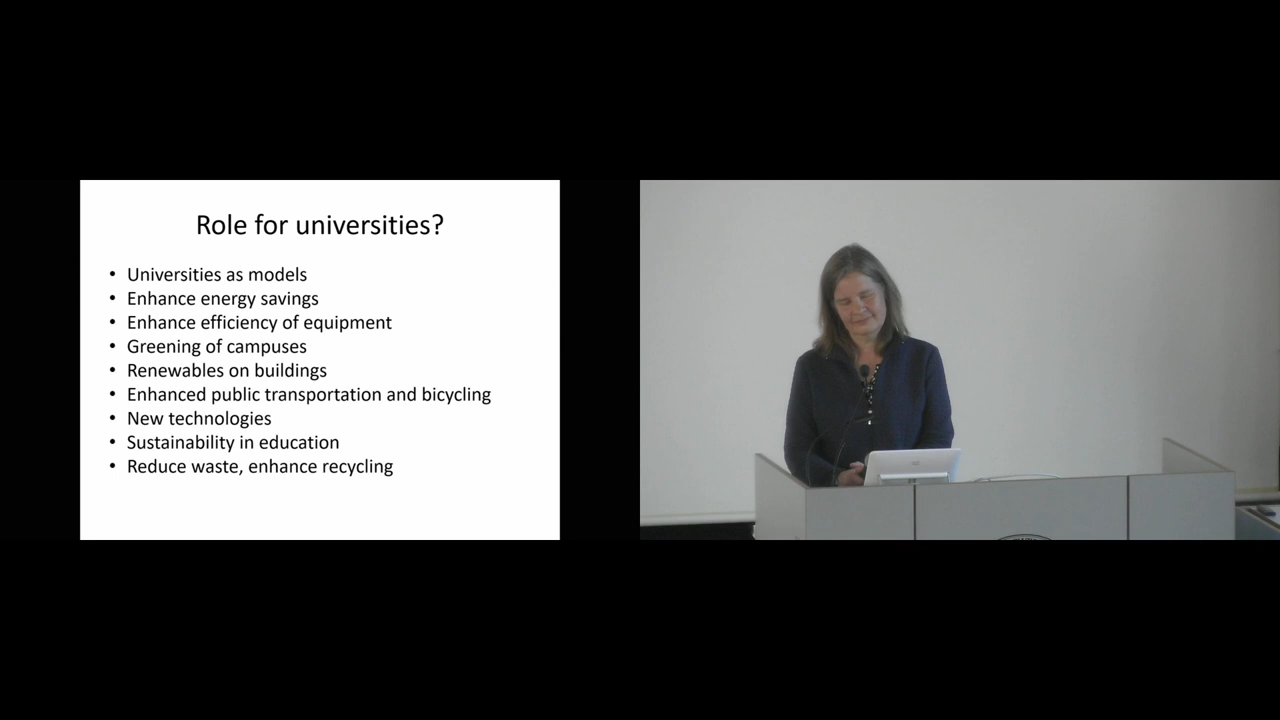 Role for universities?
• Universities as models
• Enhance energy savings
• Enhance efficiency of equipment
• Greening of campuses
• Renewables on buildings
• Enhanced public transportation and bicycling
• New technologies
• Sustainability in education
• Reduce waste, enhance recycling